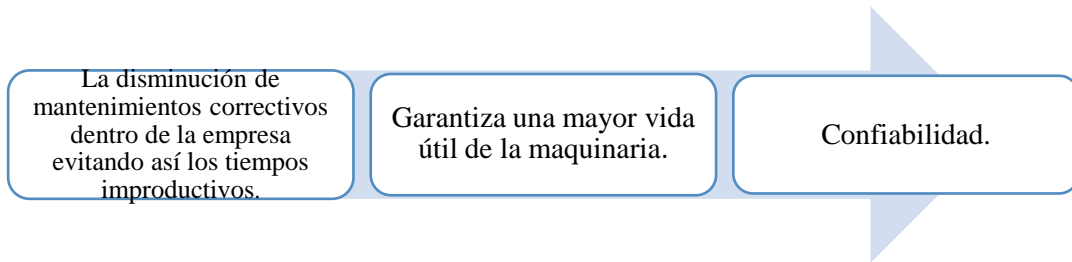 La disminución de
mantenimientos correctivos
dentro de la empresa
evitando así los tiempos
improductivos.
Garantiza una mayor vida
útil de la maquinaria.
Confiabilidad.